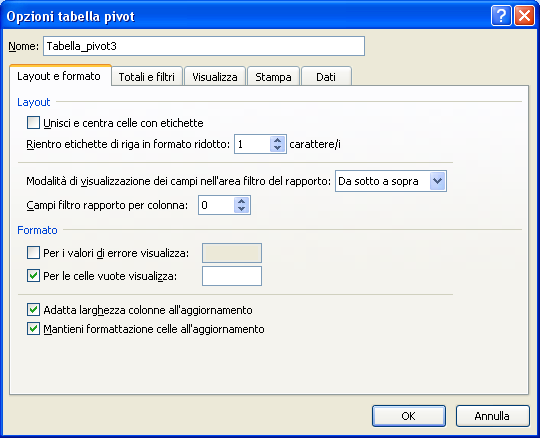 Opzioni tabella pivot
Nome: Tabella_pivot3
Layout e formato Totali e filtri Visualizza Stampa Dati
Layout
Unisci e centra celle con etichette
Rientro etichette di riga in formato ridotto: 1 carattere/i
Modalità di visualizzazione dei campi nell'area filtro del rapporto: Da sotto a sopra
Campi filtro rapporto per colonna: 0
Formato
Per i valori di errore visualizza:
Per le celle vuote visualizza:
Adatta larghezza colonne all'aggiornamento
Mantieni formattazione celle all'aggiornamento
OK Annulla